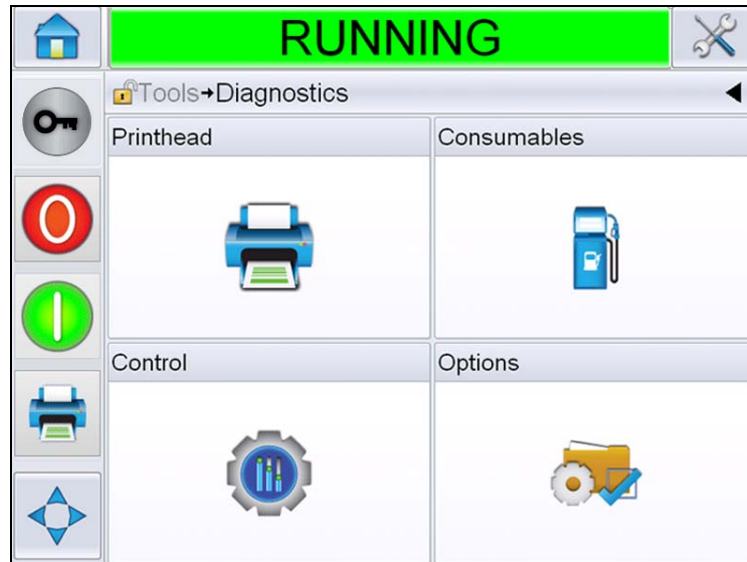 RUNNING
Tools→Diagnostics
Printhead
Consumables
Control
Options